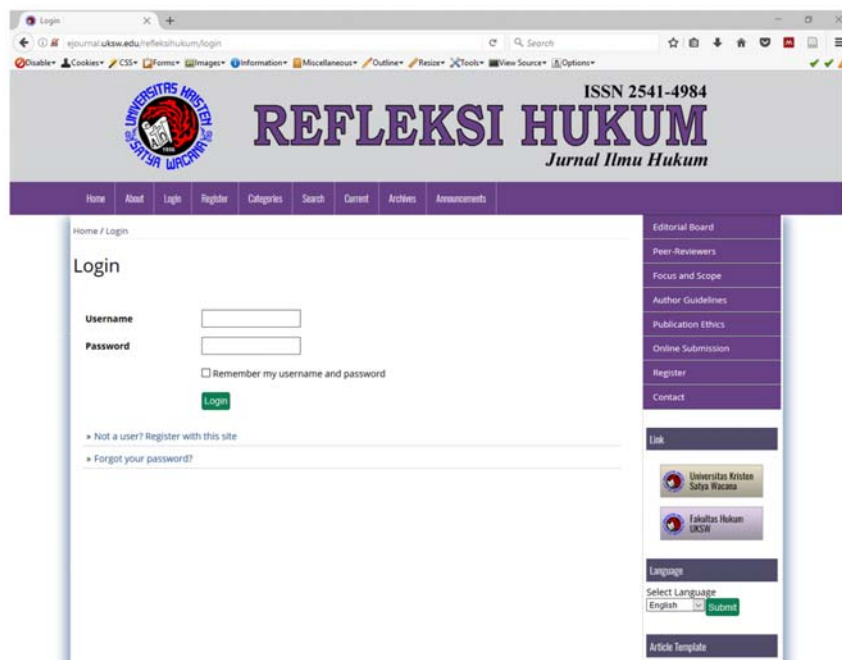 Login
ejournal.uksw.edu/refleksihukum/login
Search
Disable Cookies CSS Forms Images Information Miscellaneous Outline Resize Tools View Source Options
UNIVERSITAS KRISTEN
SATYA WACANA
1956
ISSN 2541-4984
REFLEKSI HUKUM
Jurnal Ilmu Hukum
Home About Login Register Categories Search Current Archives Announcements
Home / Login
Login
Username
Password
Remember my username and password
Login
» Not a user? Register with this site
» Forgot your password?
Editorial Board
Peer-Reviewers
Focus and Scope
Author Guidelines
Publication Ethics
Online Submission
Register
Contact
Link
Universitas Kristen
Satya Wacana
Fakultas Hukum
UKSW
Language
Select Language
English Submit
Article Template